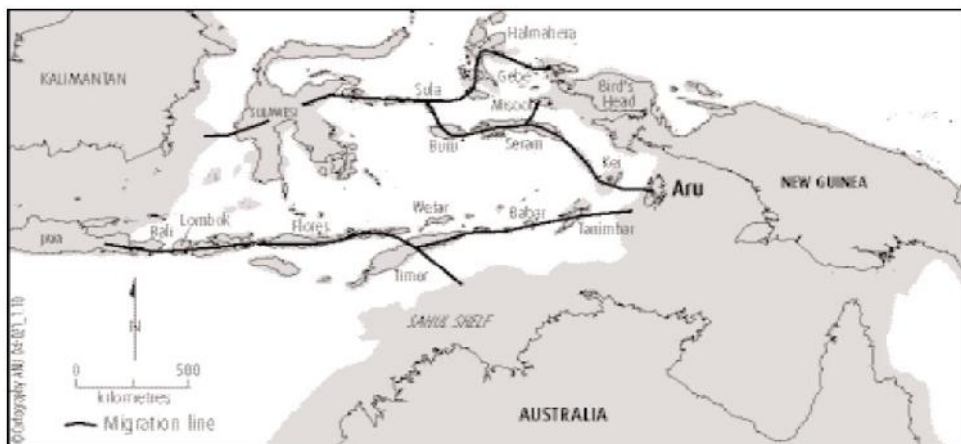 Halmahera
KALIMANTAN
Gebe
Bird's
Head
Sula
Misool
SULAWESI
Buru
Seram
Kei
NEW GUINEA
Aru
Wetar
Babar
Lombok
Flores
Bali
Tanimbar
Timor
SAHUL SHELF
N
0
500
kilometres
AUSTRALIA
Migration line